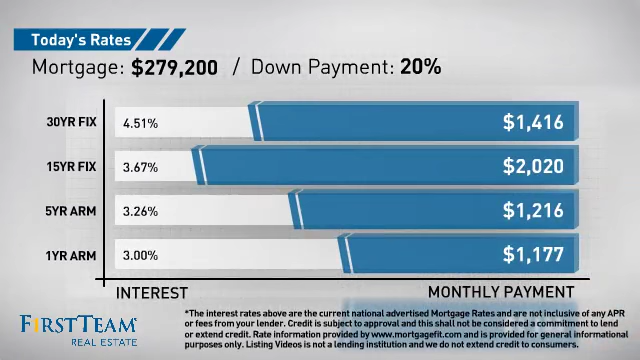 Today's Rates
Mortgage: $279,200 / Down Payment: 20%
30YR FIX 4.51% $1,416
15YR FIX 3.67% $2,020
5YR ARM 3.26% $1,216
1YR ARM 3.00% $1,177
INTEREST MONTHLY PAYMENT
FIRSTTEAM®
REAL ESTATE
*The interest rates above are the current national advertised Mortgage Rates and are not inclusive of any APR
or fees from your lender. Credit is subject to approval and this shall not be considered a commitment to lend
or extend credit. Rate information provided by www.mortgagefit.com and is provided for general informational
purposes only. Listing Videos is not a lending institution and we do not extend credit to consumers.